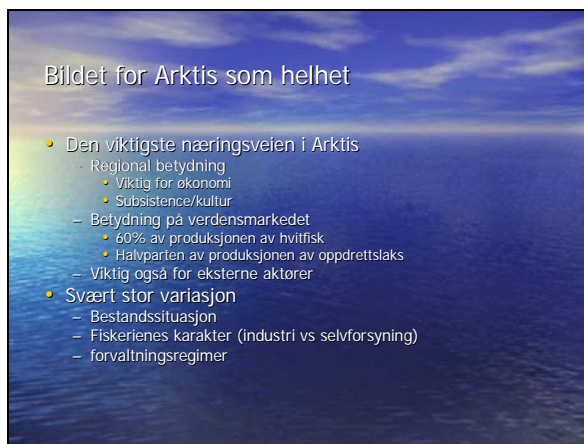 Bildet for Arktis som helhet
• Den viktigste næringsveien i Arktis
– Regional betydning
• Viktig for økonomi
• Subsistence/kultur
– Betydning på verdensmarkedet
• 60% av produksjonen av hvitfisk
• Halvparten av produksjonen av oppdrettslaks
– Viktig også for eksterne aktører
• Svært stor variasjon
– Bestandssituasjon
– Fiskerienes karakter (industri vs selvforsyning)
– forvaltningsregimer